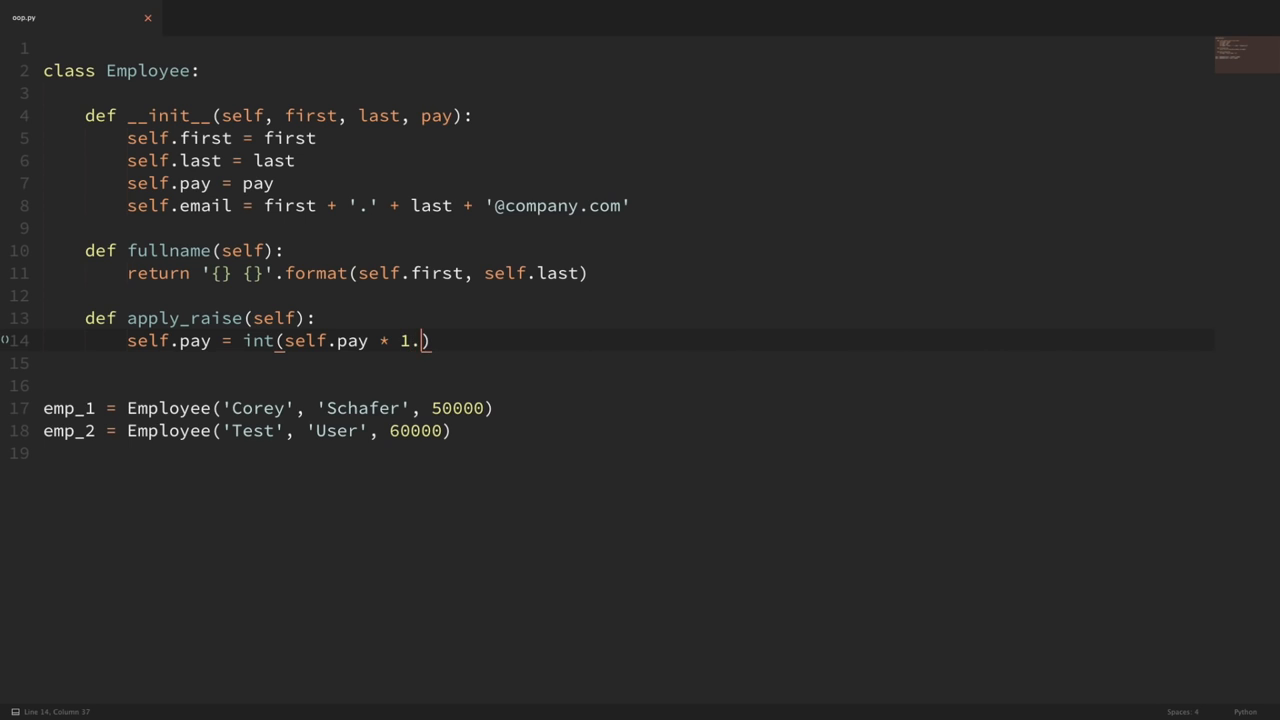 oop.py ×
1
2 class Employee:
3
4     def __init__(self, first, last, pay):
5         self.first = first
6         self.last = last
7         self.pay = pay
8         self.email = first + '.' + last + '@company.com'
9
10     def fullname(self):
11         return '{} {}'.format(self.first, self.last)
12
13     def apply_raise(self):
14         self.pay = int(self.pay * 1.)
15
16
17 emp_1 = Employee('Corey', 'Schafer', 50000)
18 emp_2 = Employee('Test', 'User', 60000)
19
Line 14, Column 37 Spaces: 4 Python